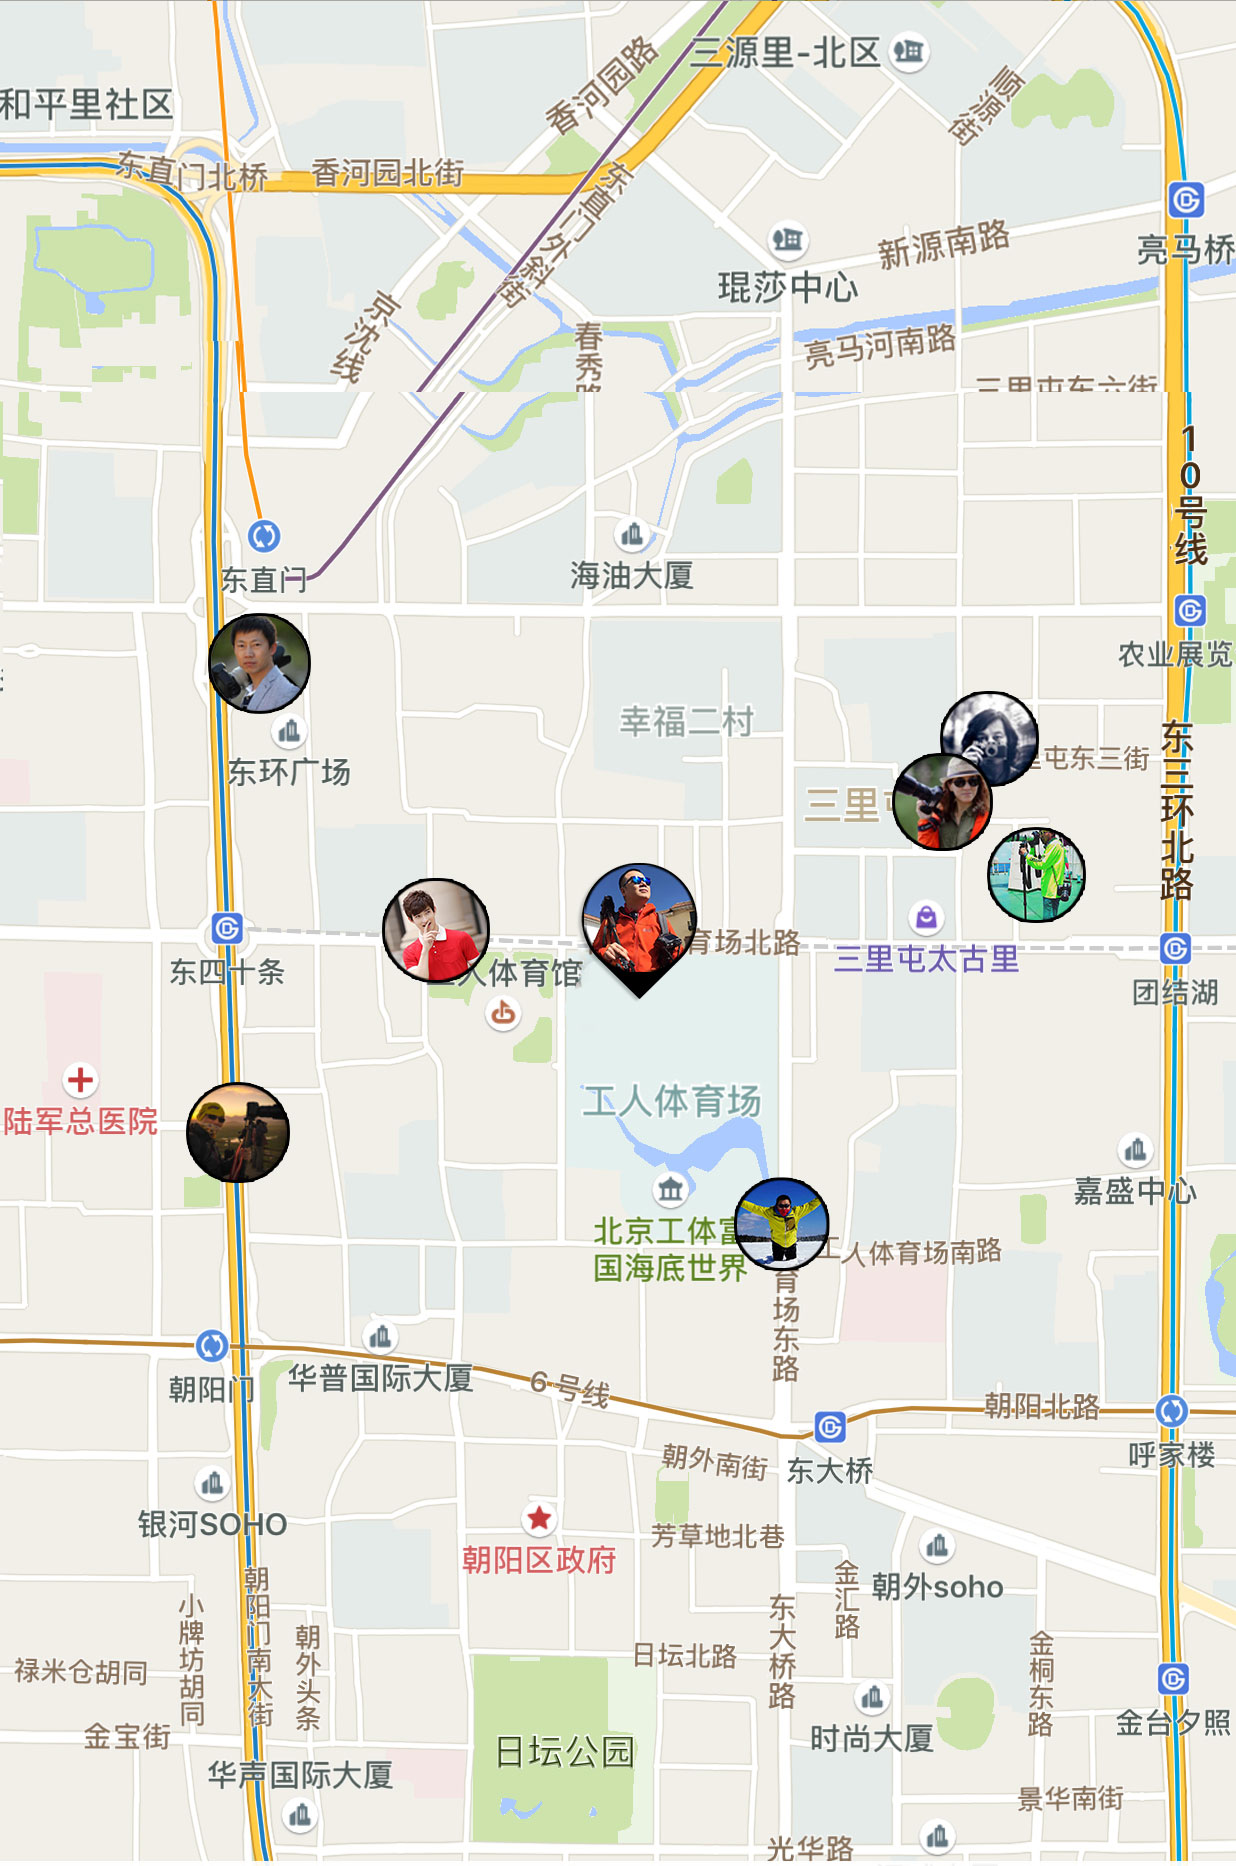 三源里-北区
香河园路
顺源街
和平里社区
东直门北桥
香河园北街
东直门外斜街
新源南路
亮马桥
琨莎中心
京沈线
春秀路
亮马河南路
三里屯东六街
10号线
海油大厦
东直门
农业展览
幸福二村
东三环北路
里屯东三街
东环广场
三里屯
育场北路
三里屯太古里
东四十条
工人体育馆
团结湖
工人体育场
陆军总医院
嘉盛中心
北京工体富
国海底世界
工人体育场南路
育场东路
朝阳门
华普国际大厦
6号线
朝阳北路
呼家楼
朝外南街
东大桥
银河SOHO
芳草地北巷
朝阳区政府
金汇路
朝外soho
朝阳门南大街
小牌坊胡同
朝外头条
东大桥路
日坛北路
金桐东路
禄米仓胡同
金宝街
金台夕照
时尚大厦
日坛公园
华声国际大厦
景华南街
光华路